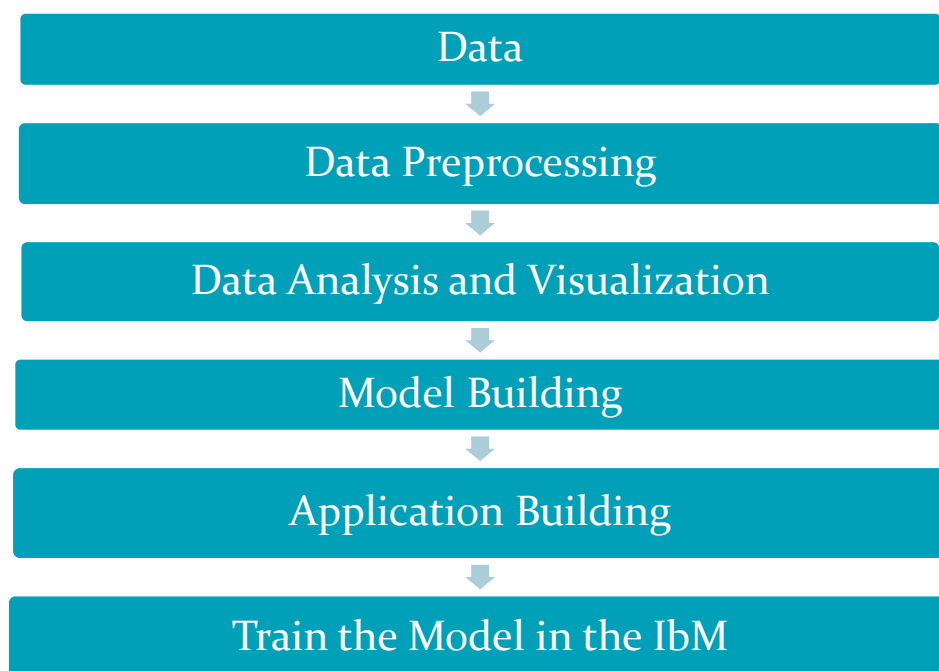 Data
Data Preprocessing
Data Analysis and Visualization
Model Building
Application Building
Train the Model in the IbM